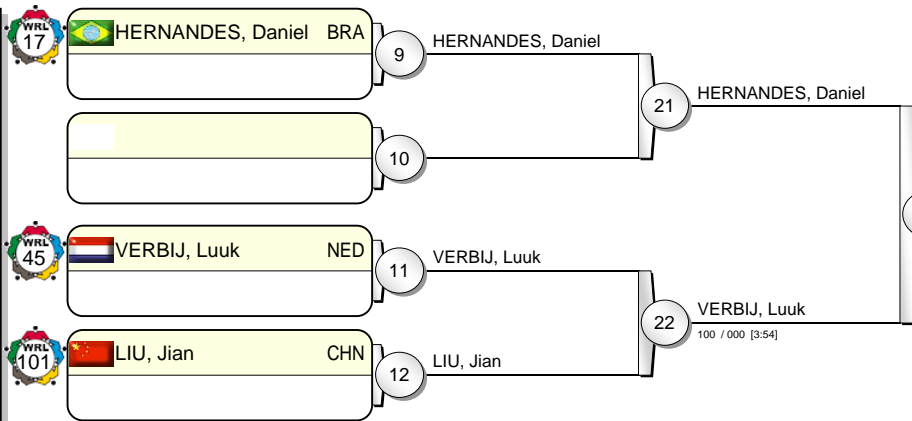 WRL
17
HERNANDES, Daniel BRA
9
HERNANDES, Daniel
21
HERNANDES, Daniel
10
WRL
45
VERBIJ, Luuk NED
11
VERBIJ, Luuk
22
VERBIJ, Luuk
100 / 000 [3:54]
WRL
101
LIU, Jian CHN
12
LIU, Jian